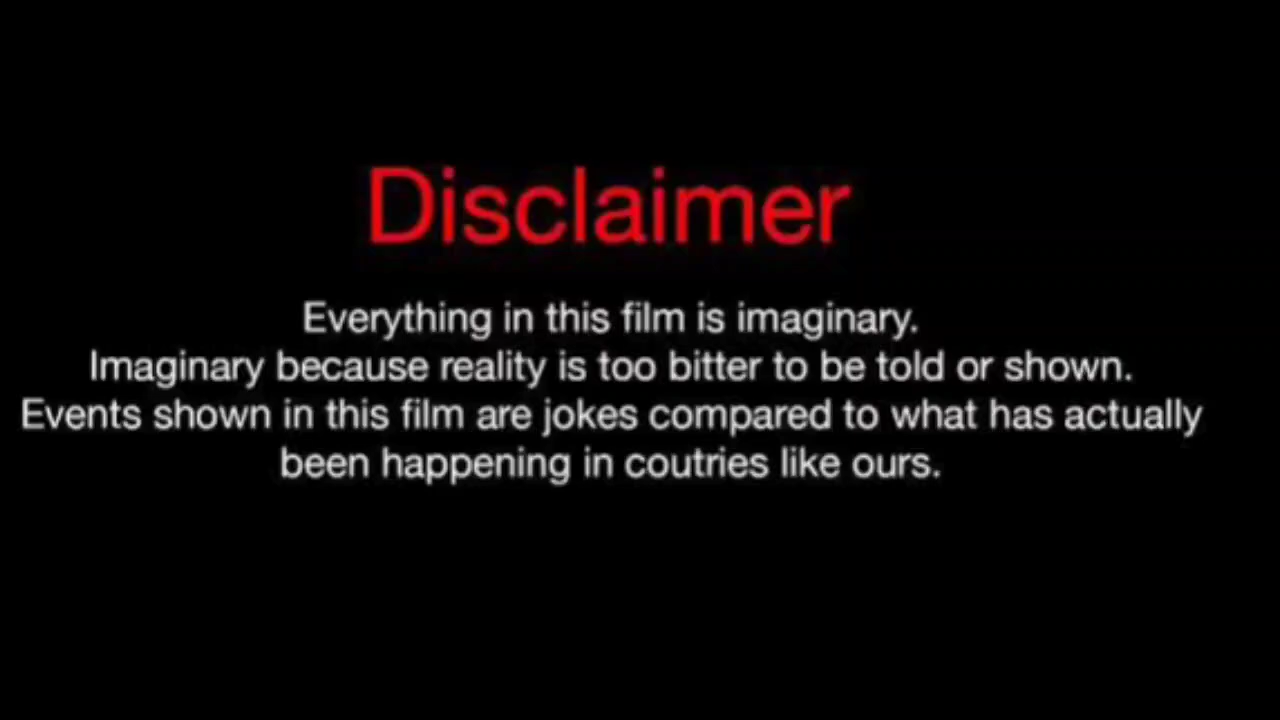 Disclaimer
Everything in this film is imaginary.
Imaginary because reality is too bitter to be told or shown.
Events shown in this film are jokes compared to what has actually
been happening in coutries like ours.